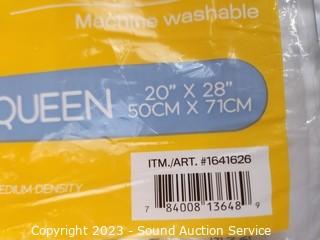 Machine washable
QUEEN
20" X 28"
50CM X 71CM
ITM./ART. #1641626
MEDIUM DENSITY
7 84008 13648 9
Copyright 2023 - Sound Auction Service